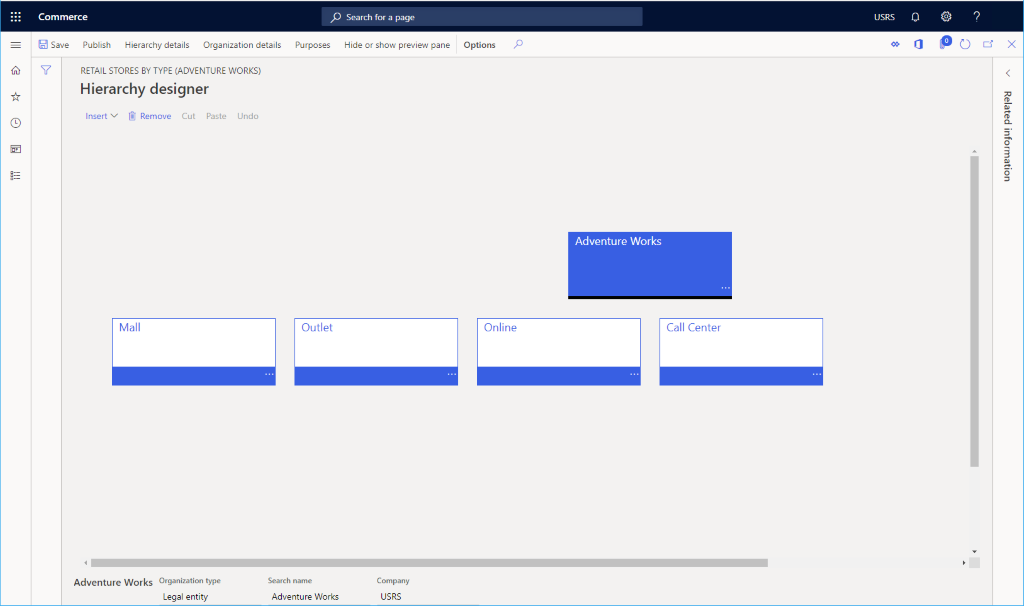 Commerce
Search for a page
USRS
Save Publish Hierarchy details Organization details Purposes Hide or show preview pane Options
0
RETAIL STORES BY TYPE (ADVENTURE WORKS)
Hierarchy designer
Insert Remove Cut Paste Undo
Related information
Adventure Works
...
Mall Outlet Online Call Center
... ... ... ...
Adventure Works
Organization type Search name Company
Legal entity Adventure Works USRS